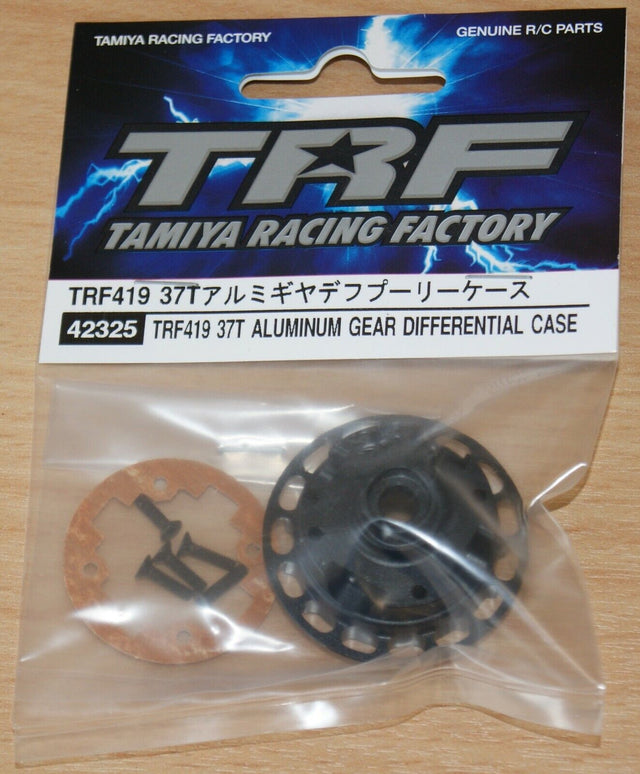 TAMIYA RACING FACTORY
GENUINE R/C PARTS
TRF
TAMIYA RACING FACTORY
TRF419 37Tアルミギヤデフプーリーケース
42325 TRF419 37T ALUMINUM GEAR DIFFERENTIAL CASE